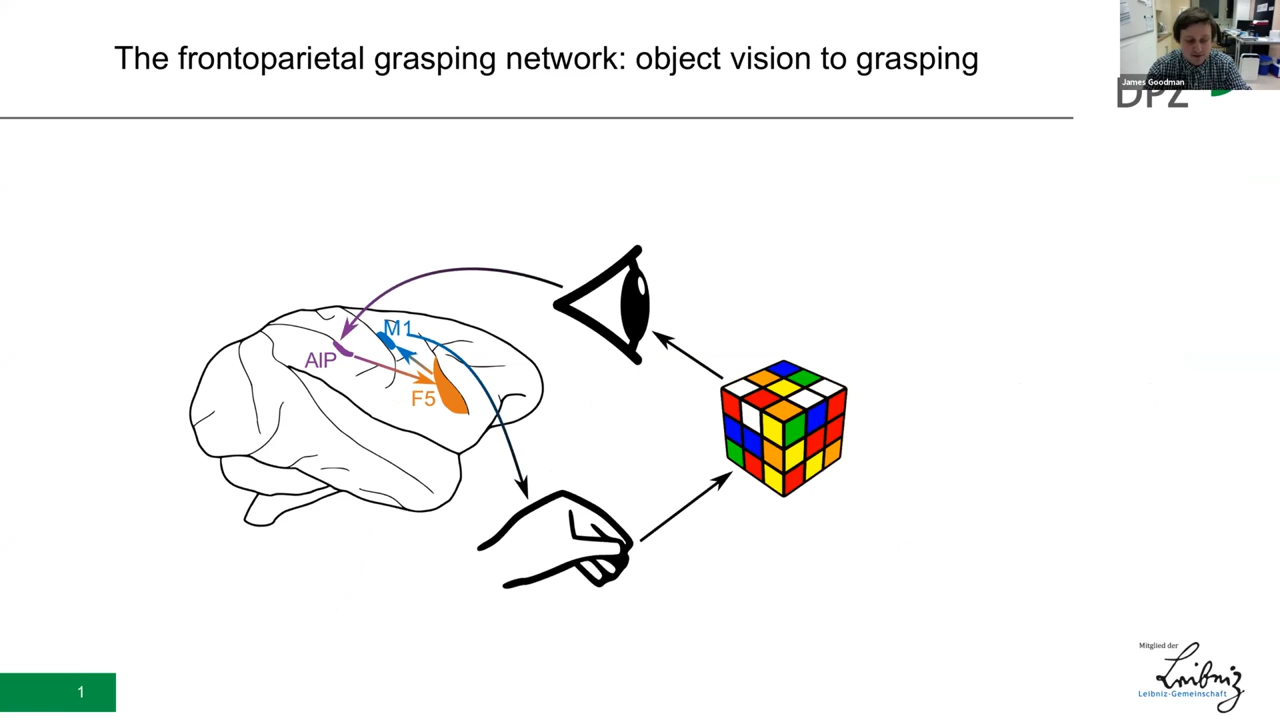 The frontoparietal grasping network: object vision to grasping
James Goodman
DPZ
M1
AIP
F5
Mitglied der
Leibniz
Leibniz-Gemeinschaft
1